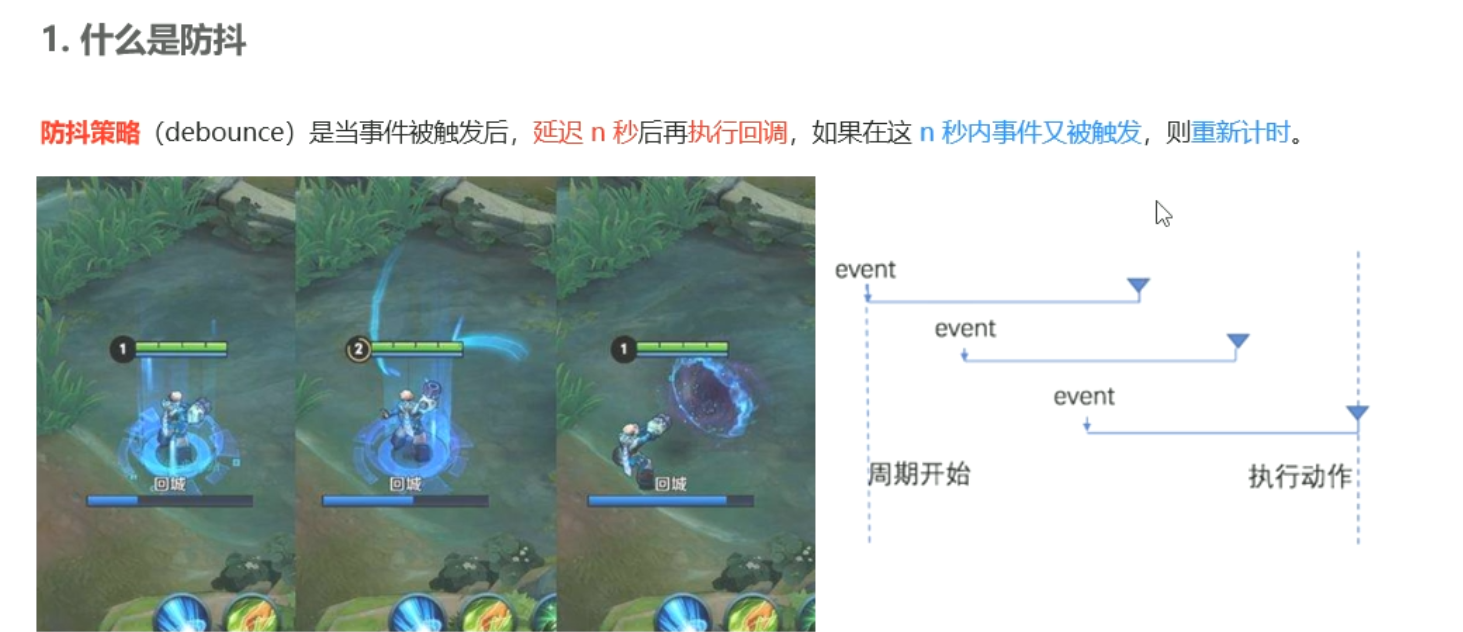 1. 什么是防抖
防抖策略（debounce）是当事件被触发后，延迟 n 秒后再执行回调，如果在这 n 秒内事件又被触发，则重新计时。
1
2
1
回城
回城
回城
event
event
event
周期开始
执行动作